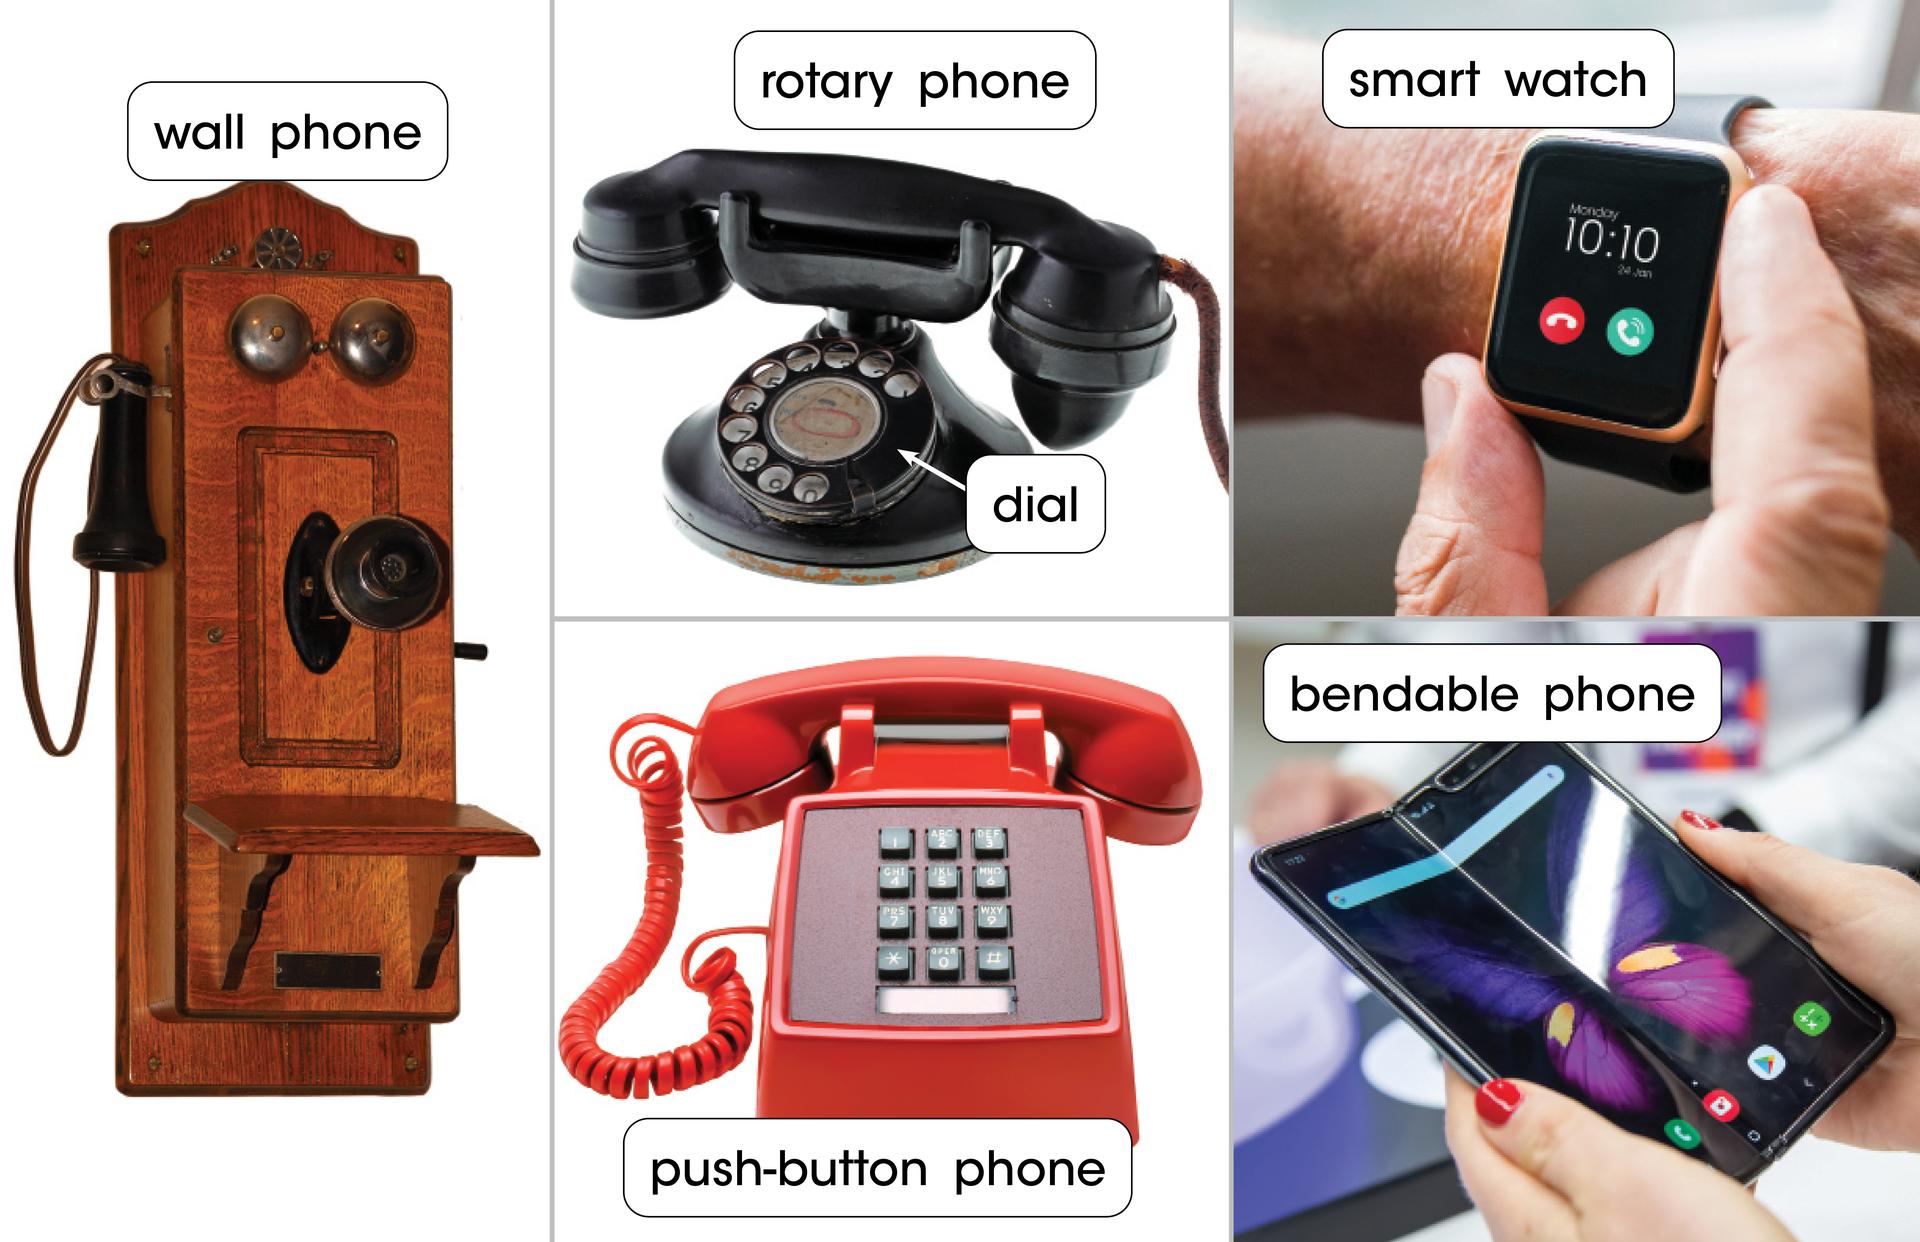 wall phone
rotary phone
dial
smart watch
Monday
10:10
24 Jan
push-button phone
1
ABC
2
DEF
3
GHI
4
JKL
5
MNO
6
PRS
7
TUV
8
WXY
9
*
OPER
0
#
bendable phone